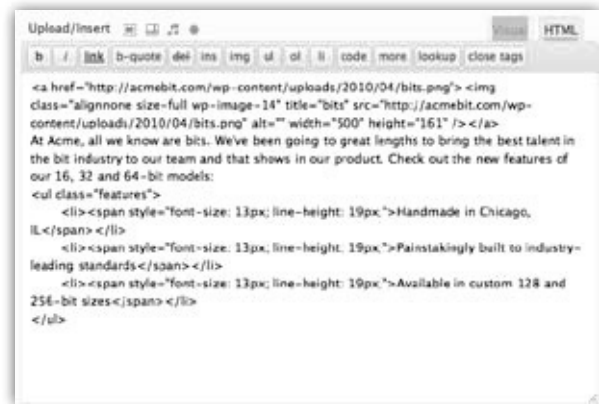 Upload/Insert Visual HTML
b i link b-quote del ins img ul ol li code more lookup close tags
<a href="http://acmebit.com/wp-content/uploads/2010/04/bits.png"><img
class="alignnone size-full wp-image-14" title="bits" src="http://acmebit.com/wp-
content/uploads/2010/04/bits.png" alt="" width="500" height="161" /></a>
At Acme, all we know are bits. We've been going to great lengths to bring the best talent in
the bit industry to our team and that shows in our product. Check out the new features of
our 16, 32 and 64-bit models:
<ul class="features">
<li><span style="font-size: 13px; line-height: 19px;">Handmade in Chicago,
IL</span></li>
<li><span style="font-size: 13px; line-height: 19px;">Painstakingly built to industry-
leading standards</span></li>
<li><span style="font-size: 13px; line-height: 19px;">Available in custom 128 and
256-bit sizes</span></li>
</ul>